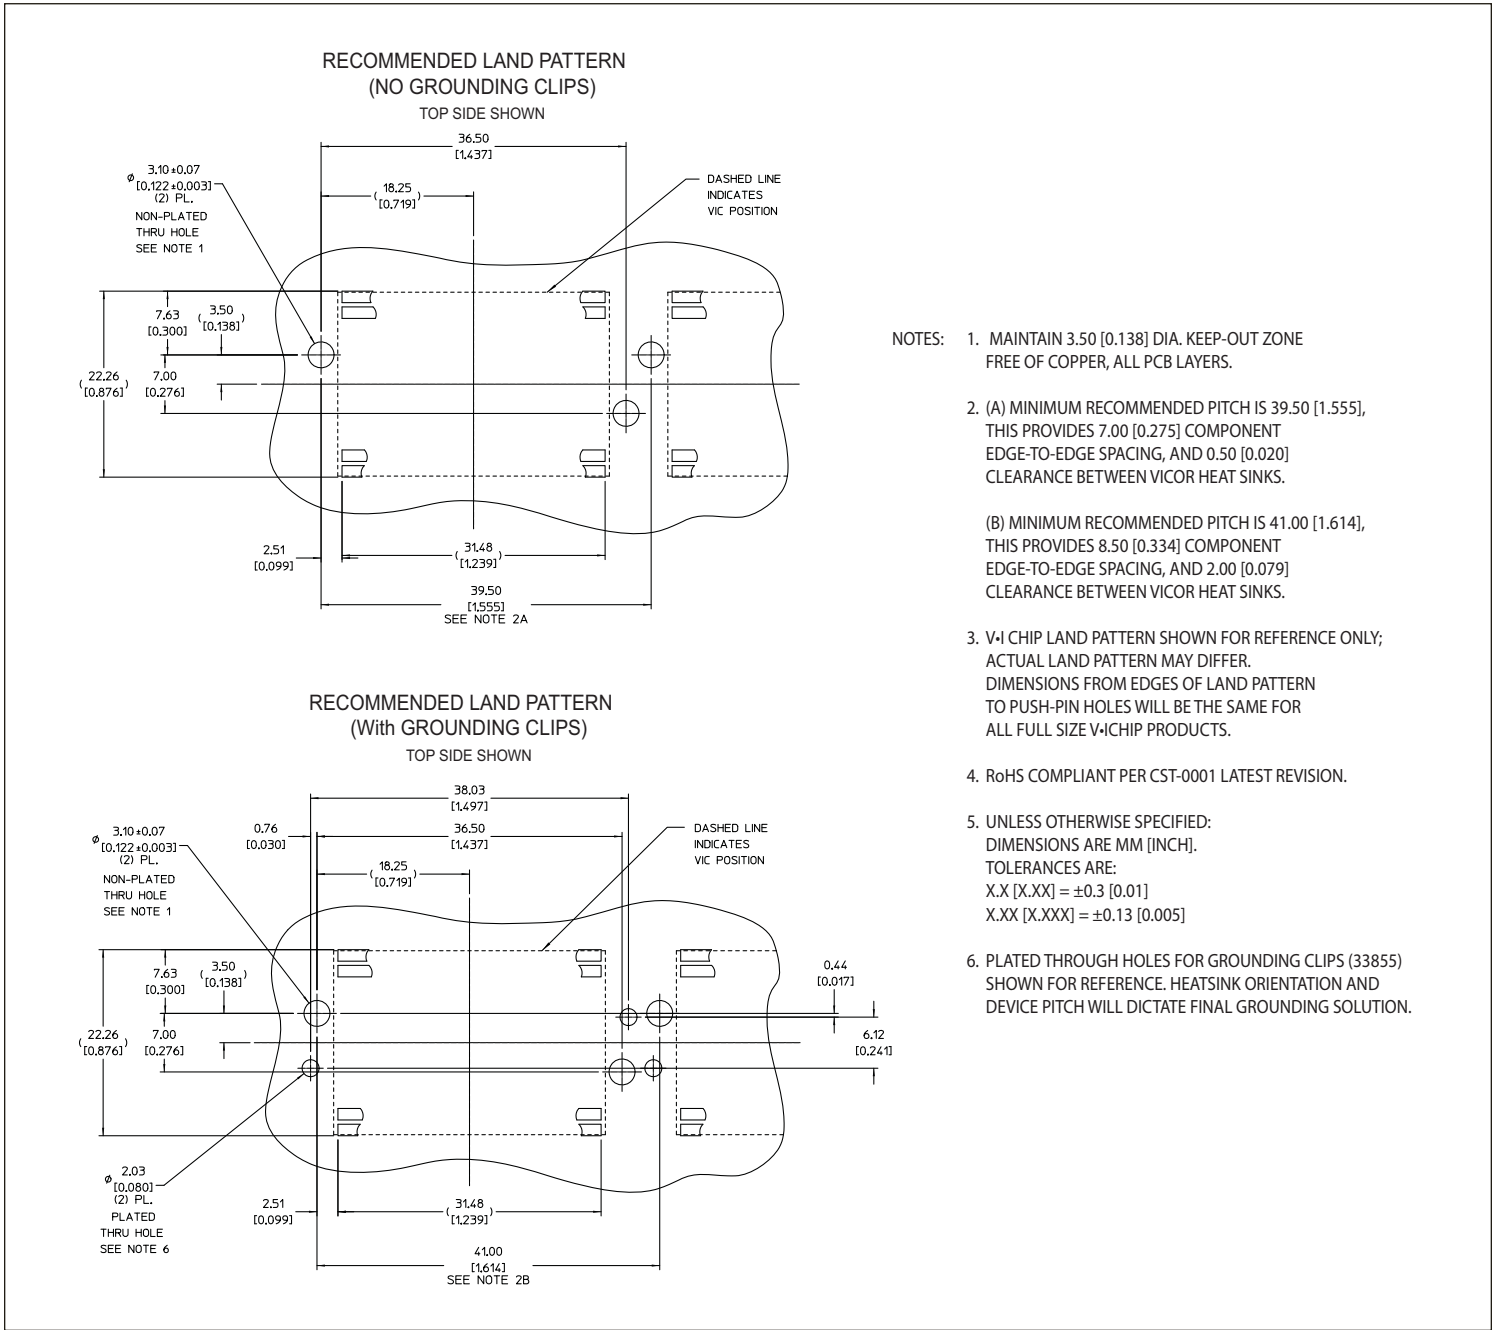 RECOMMENDED LAND PATTERN
(NO GROUNDING CLIPS)
TOP SIDE SHOWN
36.50
[1.437]
ø 3.10 ±0.07
[0.122 ±0.003]
(2) PL.
NON-PLATED
THRU HOLE
SEE NOTE 1
( 18.25 )
[0.719]
DASHED LINE
INDICATES
VIC POSITION
7.63
[0.300]
( 3.50 )
[0.138]
( 22.26 )
[0.876]
7.00
[0.276]
2.51
[0.099]
( 31.48 )
[1.239]
39.50
[1.555]
SEE NOTE 2A
RECOMMENDED LAND PATTERN
(With GROUNDING CLIPS)
TOP SIDE SHOWN
38.03
[1.497]
ø 3.10 ±0.07
[0.122 ±0.003]
(2) PL.
NON-PLATED
THRU HOLE
SEE NOTE 1
0.76
[0.030]
36.50
[1.437]
( 18.25 )
[0.719]
DASHED LINE
INDICATES
VIC POSITION
7.63
[0.300]
( 3.50 )
[0.138]
0.44
[0.017]
( 22.26 )
[0.876]
7.00
[0.276]
6.12
[0.241]
ø 2.03
[0.080]
(2) PL.
PLATED
THRU HOLE
SEE NOTE 6
2.51
[0.099]
( 31.48 )
[1.239]
41.00
[1.614]
SEE NOTE 2B
NOTES: 1. MAINTAIN 3.50 [0.138] DIA. KEEP-OUT ZONE
FREE OF COPPER, ALL PCB LAYERS.
2. (A) MINIMUM RECOMMENDED PITCH IS 39.50 [1.555],
THIS PROVIDES 7.00 [0.275] COMPONENT
EDGE-TO-EDGE SPACING, AND 0.50 [0.020]
CLEARANCE BETWEEN VICOR HEAT SINKS.
(B) MINIMUM RECOMMENDED PITCH IS 41.00 [1.614],
THIS PROVIDES 8.50 [0.334] COMPONENT
EDGE-TO-EDGE SPACING, AND 2.00 [0.079]
CLEARANCE BETWEEN VICOR HEAT SINKS.
3. V•I CHIP LAND PATTERN SHOWN FOR REFERENCE ONLY;
ACTUAL LAND PATTERN MAY DIFFER.
DIMENSIONS FROM EDGES OF LAND PATTERN
TO PUSH-PIN HOLES WILL BE THE SAME FOR
ALL FULL SIZE V•ICHIP PRODUCTS.
4. RoHS COMPLIANT PER CST-0001 LATEST REVISION.
5. UNLESS OTHERWISE SPECIFIED:
DIMENSIONS ARE MM [INCH].
TOLERANCES ARE:
X.X [X.XX] = ±0.3 [0.01]
X.XX [X.XXX] = ±0.13 [0.005]
6. PLATED THROUGH HOLES FOR GROUNDING CLIPS (33855)
SHOWN FOR REFERENCE. HEATSINK ORIENTATION AND
DEVICE PITCH WILL DICTATE FINAL GROUNDING SOLUTION.